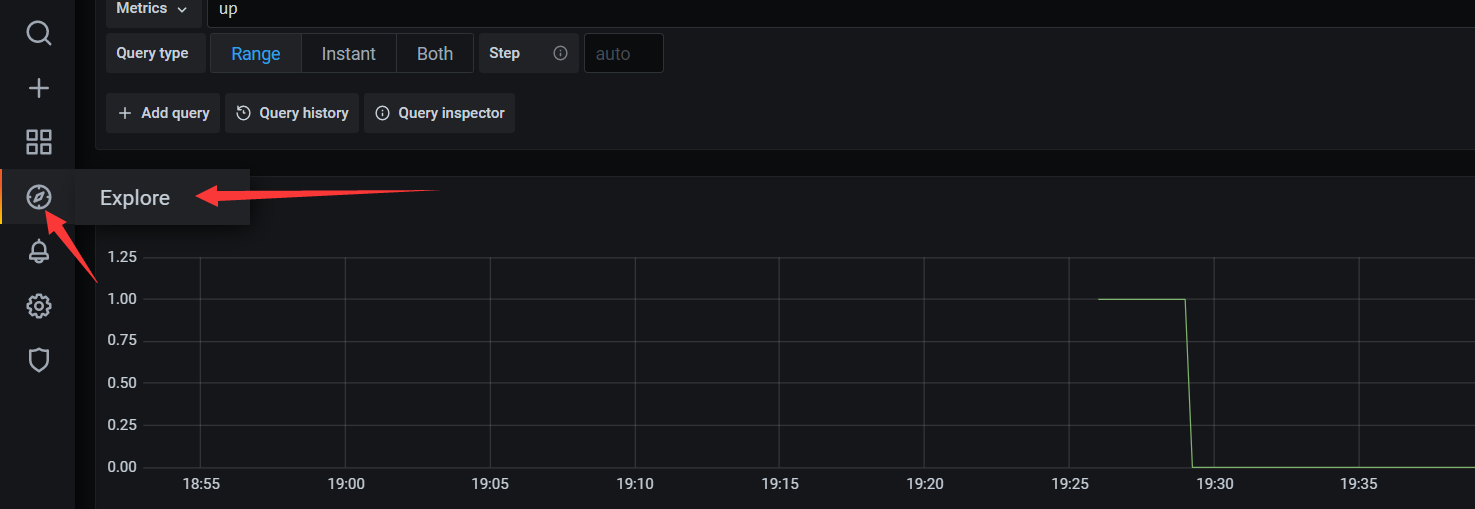 Metrics
up
Query type Range Instant Both Step auto
Add query Query history Query inspector
Explore
1.25
1.00
0.75
0.50
0.25
0.00
18:55 19:00 19:05 19:10 19:15 19:20 19:25 19:30 19:35